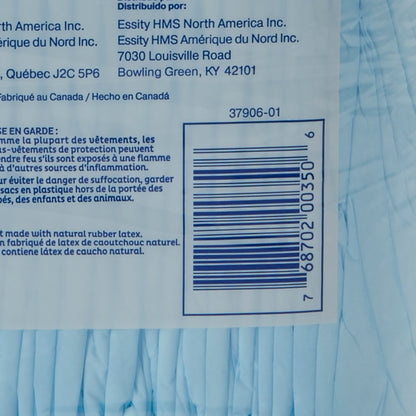 Distribuido por:
Essity HMS North America Inc.
Essity HMS Amérique du Nord Inc.
7030 Louisville Road
Bowling Green, KY 42101
rth America Inc.
érique du Nord Inc.
, Québec J2C 5P6
Fabriqué au Canada / Hecho en Canadá
37906-01
SE EN GARDE :
mme la plupart des vêtements, les
us-vêtements de protection peuvent
endre feu s'ils sont exposés à une flamme
à d'autres sources d'inflammation.
ur éviter le danger de suffocation, garder
sacs en plastique hors de la portée des
bés, des enfants et des animaux.
t made with natural rubber latex.
n fabriqué de latex de caoutchouc naturel.
contiene látex de caucho natural.
7 68702 00350 6